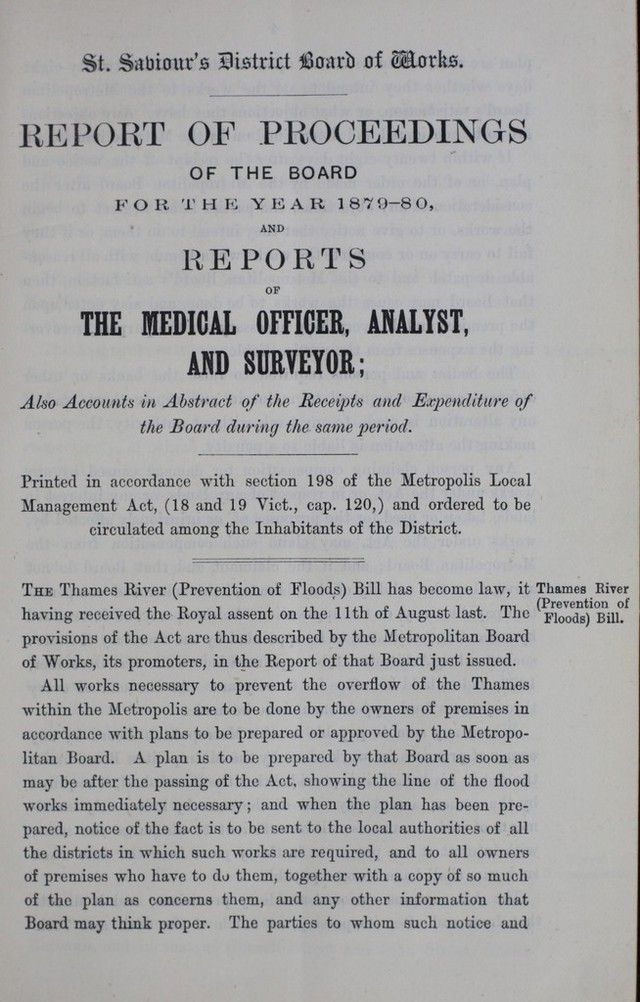 St. Saviour's District Board of Works.
REPORT OF PROCEEDINGS
OF THE BOARD
FOR THE YEAR 1879-80,
AND
REPORTS
OF
THE MEDICAL OFFICER, ANALYST,
AND SURVEYOR;
Also Accounts in Abstract of the Receipts and Expenditure of
the Board during the same period.
Printed in accordance with section 198 of the Metropolis Local
Management Act, (18 and 19 Vict., cap. 120,) and ordered to be
circulated among the Inhabitants of the District.
THE Thames River (Prevention of Floods) Bill has become law, it
having received the Royal assent on the 11th of August last. The
provisions of the Act are thus described by the Metropolitan Board
of Works, its promoters, in the Report of that Board just issued.
Thames River
(Prevention of
Floods) Bill.
All works necessary to prevent the overflow of the Thames
within the Metropolis are to be done by the owners of premises in
accordance with plans to be prepared or approved by the Metropo-
litan Board. A plan is to be prepared by that Board as soon as
may be after the passing of the Act, showing the line of the flood
works immediately necessary; and when the plan has been pre-
pared, notice of the fact is to be sent to the local authorities of all
the districts in which such works are required, and to all owners
of premises who have to do them, together with a copy of so much
of the plan as concerns them, and any other information that
Board may think proper. The parties to whom such notice and